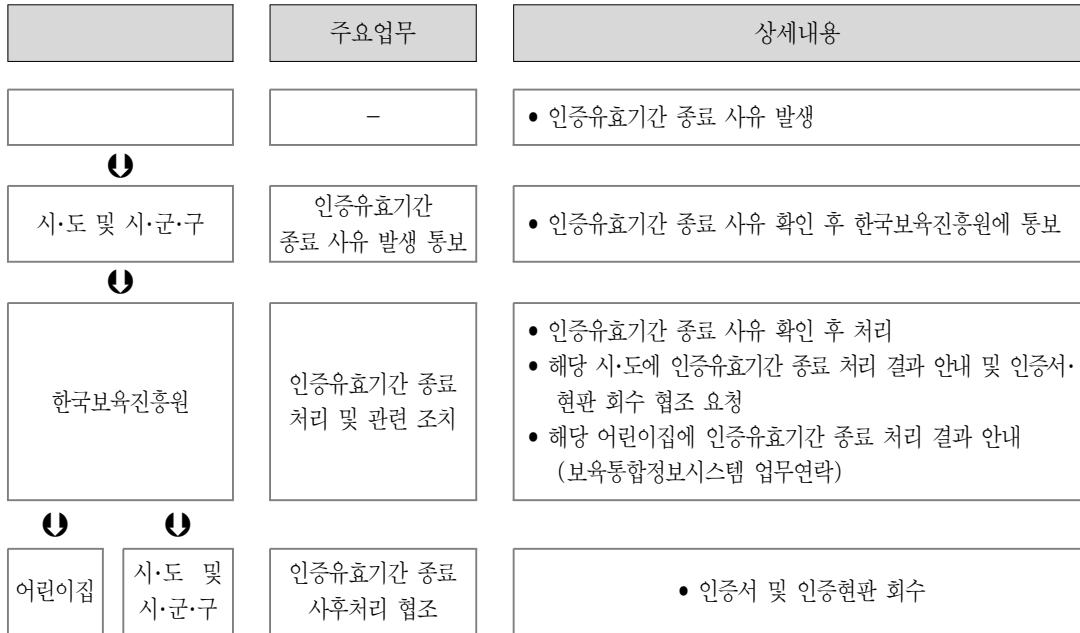 주요업무
상세내용
–
• 인증유효기간 종료 사유 발생
시·도 및 시·군·구
인증유효기간
종료 사유 발생 통보
• 인증유효기간 종료 사유 확인 후 한국보육진흥원에 통보
한국보육진흥원
인증유효기간 종료
처리 및 관련 조치
• 인증유효기간 종료 사유 확인 후 처리
• 해당 시·도에 인증유효기간 종료 처리 결과 안내 및 인증서·
현판 회수 협조 요청
• 해당 어린이집에 인증유효기간 종료 처리 결과 안내
(보육통합정보시스템 업무연락)
어린이집
시·도 및
시·군·구
인증유효기간 종료
사후처리 협조
• 인증서 및 인증현판 회수